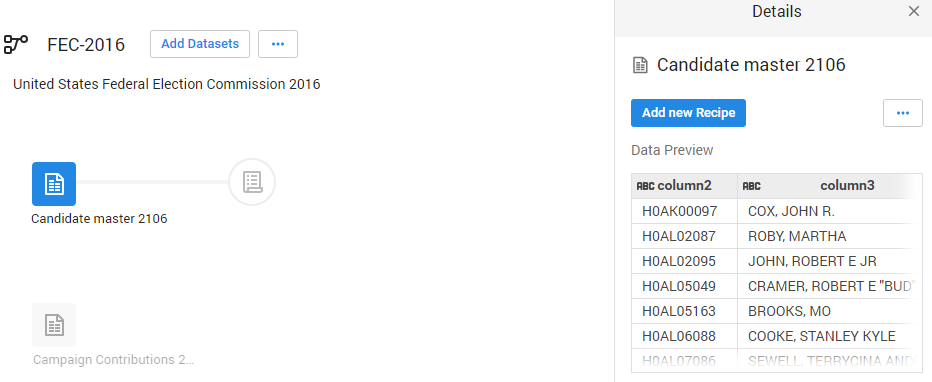 Details
FEC-2016
Add Datasets
...
United States Federal Election Commission 2016
Candidate master 2106
Campaign Contributions 2...
Candidate master 2106
Add new Recipe
...
Data Preview
ABC column2 ABC column3
H0AK00097 COX, JOHN R.
H0AL02087 ROBY, MARTHA
H0AL02095 JOHN, ROBERT E JR
H0AL05049 CRAMER, ROBERT E "BUD"
H0AL05163 BROOKS, MO
H0AL06088 COOKE, STANLEY KYLE
H0AL07086 SEWELL, TERRYCINA AND